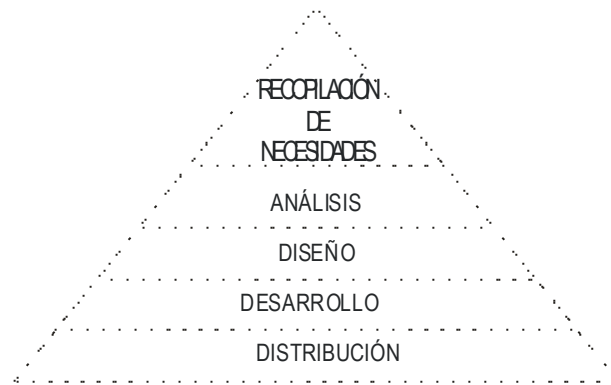 RECOPILACIÓN
DE
NECESIDADES
ANÁLISIS
DISEÑO
DESARROLLO
DISTRIBUCIÓN